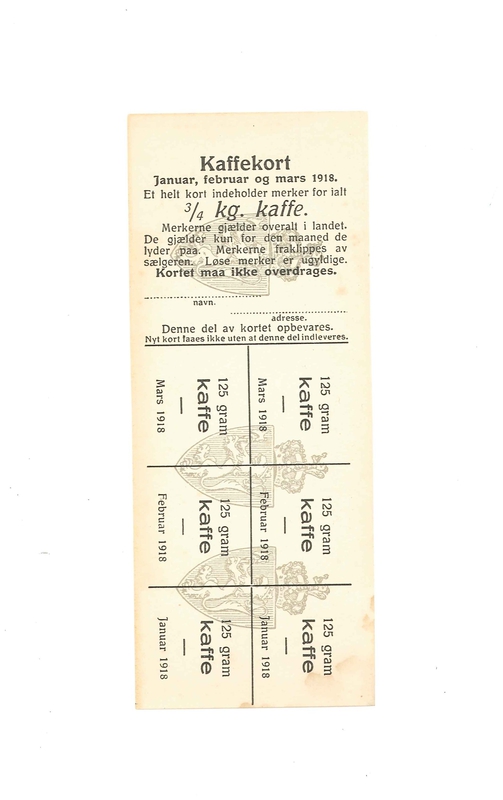 Kaffekort
Januar, februar og mars 1918.
Et helt kort indeholder merker for ialt
3/4 kg. kaffe.
Merkerne gjælder overalt i landet.
De gjælder kun for den maaned de
lyder paa. Merkerne fraklippes av
sælgeren. Løse merker er ugyldige.
Kortet maa ikke overdrages.
navn.
adresse.
Denne del av kortet opbevares.
Nyt kort faaes ikke uten at denne del indleveres.
125 gram
kaffe
—
Mars 1918
125 gram
kaffe
—
Mars 1918
125 gram
kaffe
—
Februar 1918
125 gram
kaffe
—
Februar 1918
125 gram
kaffe
—
Januar 1918
125 gram
kaffe
—
Januar 1918